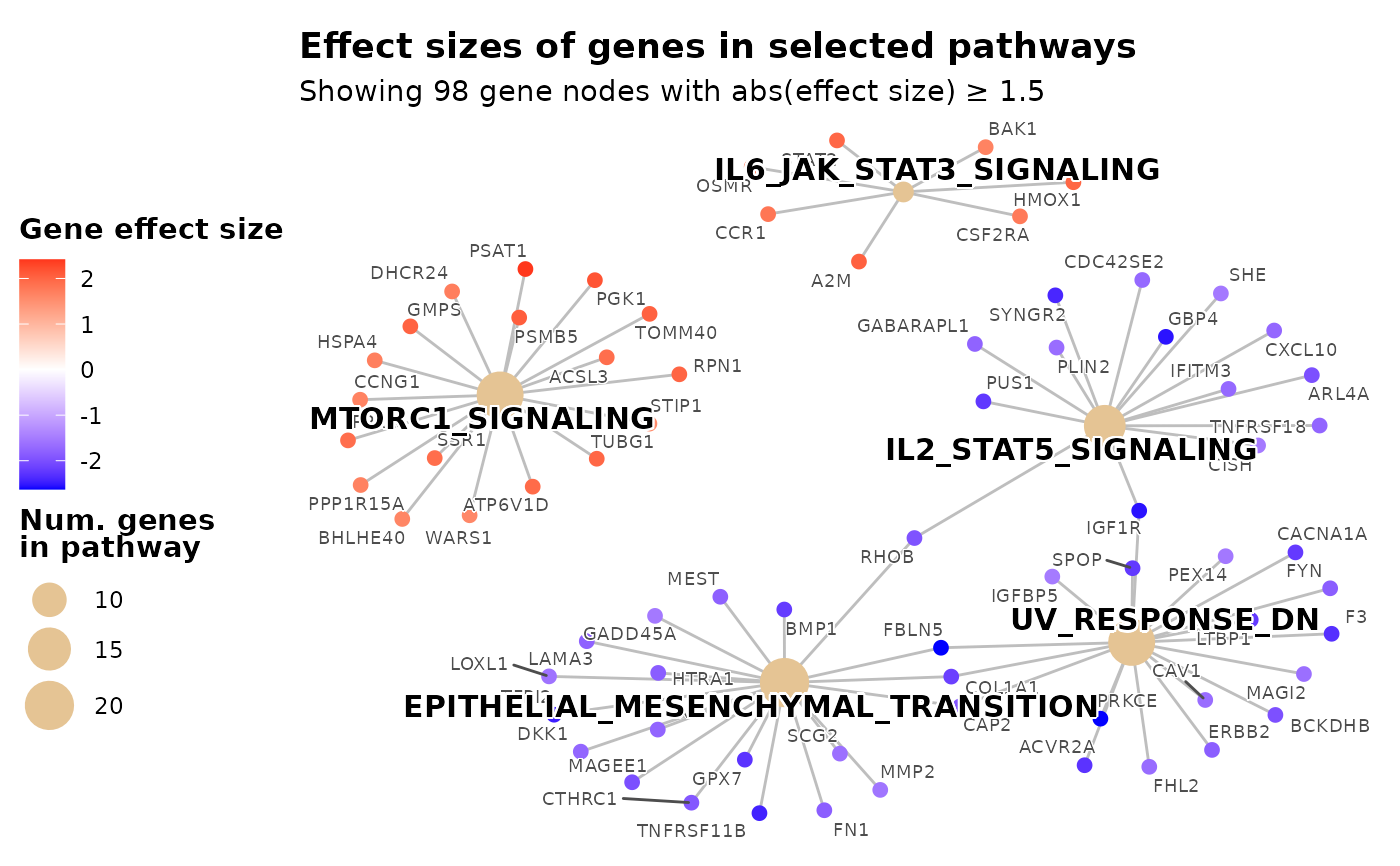 Effect sizes of genes in selected pathways
Showing 98 gene nodes with abs(effect size) ≥ 1.5
Gene effect size
2
1
0
-1
-2
Num. genes
in pathway
10
15
20
BAK1
IL6_JAK_STAT3_SIGNALING
OSMR
HMOX1
CCR1
CSF2RA
A2M
PSAT1
DHCR24
PGK1
GMPS
TOMM40
PSMB5
HSPA4
RPN1
ACSL3
CCNG1
STIP1
MTORC1_SIGNALING
SSR1
TUBG1
PPP1R15A
ATP6V1D
BHLHE40
WARS1
CDC42SE2
SHE
SYNGR2
GBP4
GABARAPL1
CXCL10
PLIN2
IFITM3
PUS1
ARL4A
TNFRSF18
IL2_STAT5_SIGNALING
CISH
IGF1R
RHOB
CACNA1A
SPOP
PEX14
FYN
IGFBP5
UV_RESPONSE_DN
F3
LTBP1
FBLN5
CAV1
COL1A1
PRKCE
MAGI2
CAP2
BCKDHB
ERBB2
ACVR2A
FHL2
MEST
BMP1
GADD45A
LOXL1
LAMA3
HTRA1
EPITHELIAL_MESENCHYMAL_TRANSITION
DKK1
SCG2
MAGEE1
GPX7
MMP2
CTHRC1
TNFRSF11B
FN1